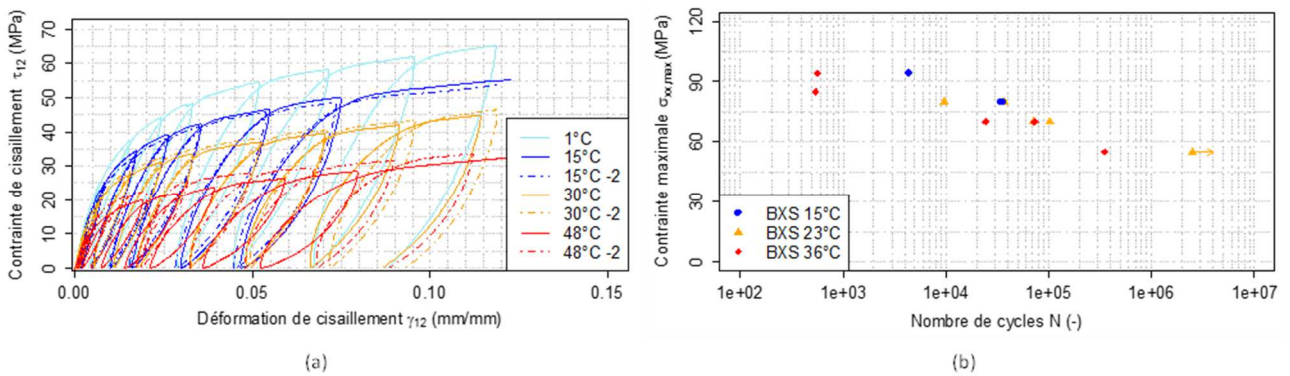 Contrainte de cisaillement τ12 (MPa)
70
60
50
40
30
20
10
0
0.00
0.05
0.10
0.15
Déformation de cisaillement γ12 (mm/mm)
1°C
15°C
15°C -2
30°C
30°C -2
48°C
48°C -2
(a)
Contrainte maximale σxx,max (MPa)
120
90
60
30
0
1e+02
1e+03
1e+04
1e+05
1e+06
1e+07
Nombre de cycles N (-)
BXS 15°C
BXS 23°C
BXS 36°C
(b)